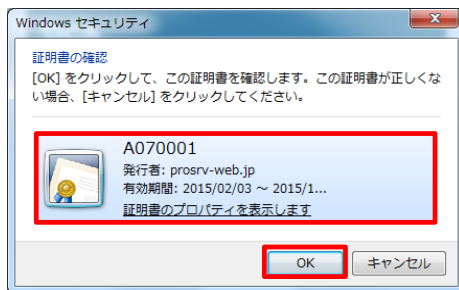 Windows セキュリティ
証明書の確認
[OK] をクリックして、この証明書を確認します。この証明書が正しくな
い場合、[キャンセル] をクリックしてください。
A070001
発行者: prosrv-web.jp
有効期間: 2015/02/03 ～ 2015/1...
証明書のプロパティを表示します
OK
キャンセル